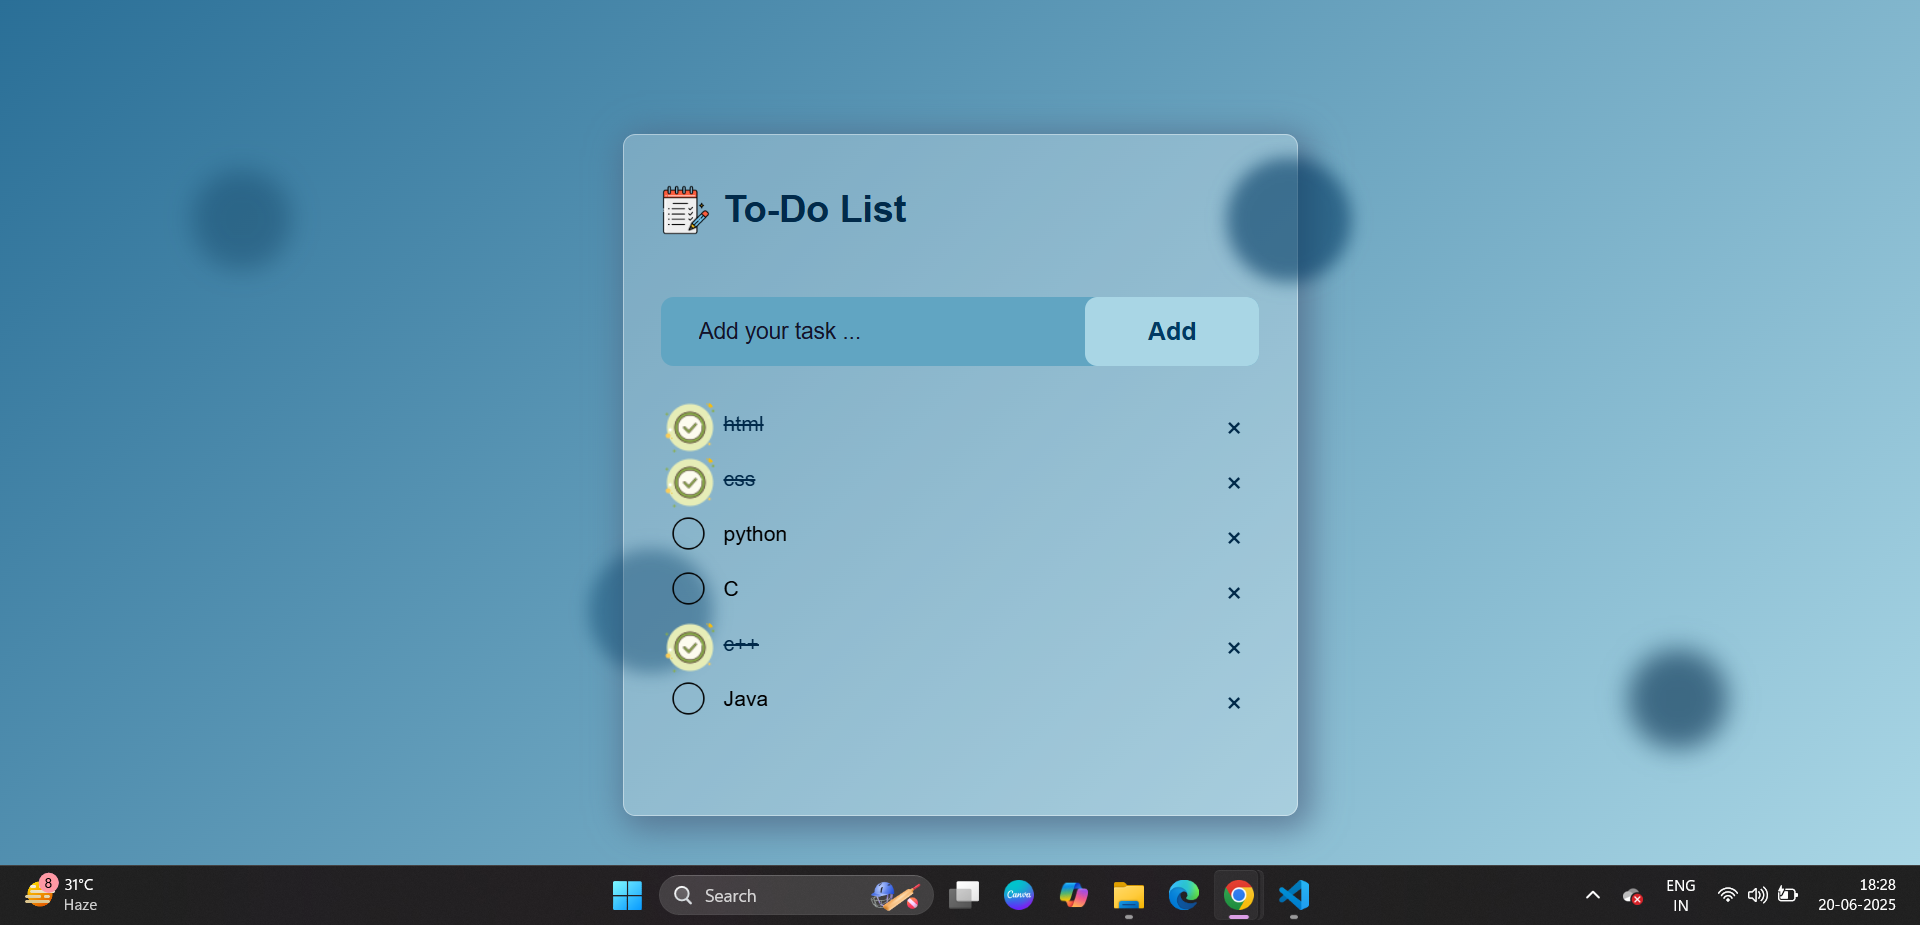 To-Do List
Add your task ...
Add
html
×
css
×
python
×
C
×
c++
×
Java
×
8
31°C
Haze
Search
Canva
ENG
IN
18:28
20-06-2025